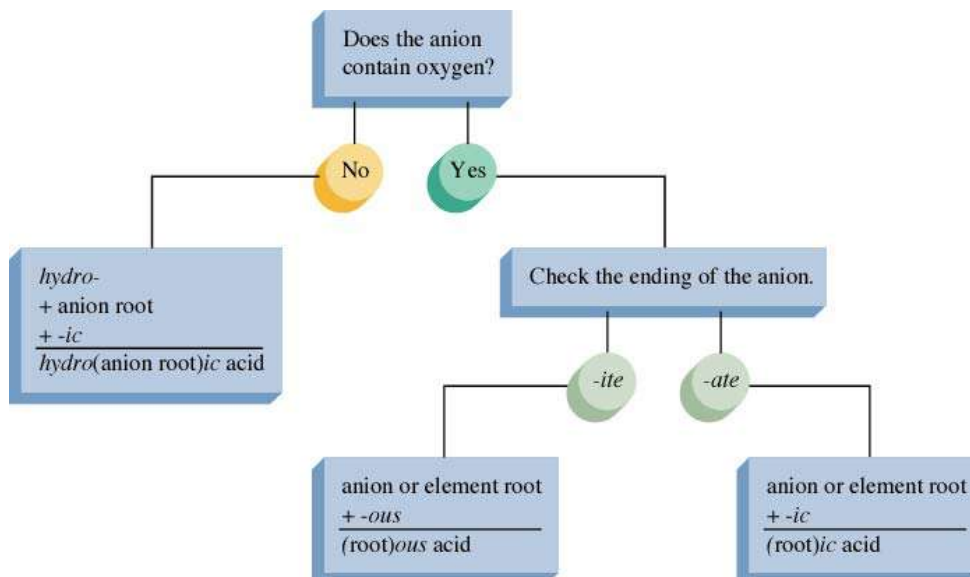 Does the anion
contain oxygen?
No
Yes
hydro-
+ anion root
+ -ic
hydro(anion root)ic acid
Check the ending of the anion.
-ite
-ate
anion or element root
+ -ous
(root)ous acid
anion or element root
+ -ic
(root)ic acid